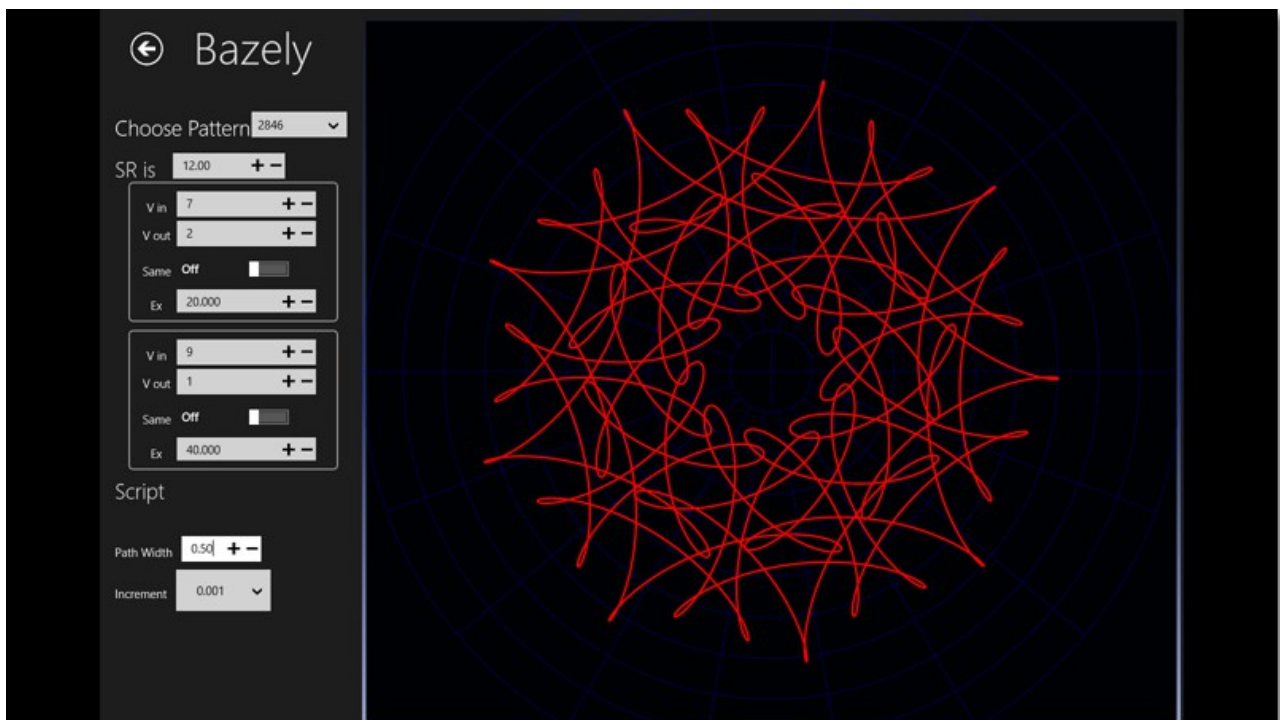 Bazely
Choose Pattern 2846
SR is 12.00 + −
V in 7 + −
V out 2 + −
Same Off
Ex 20.000 + −
V in 9 + −
V out 1 + −
Same Off
Ex 40.000 + −
Script
Path Width 0.50 + −
Increment 0.001